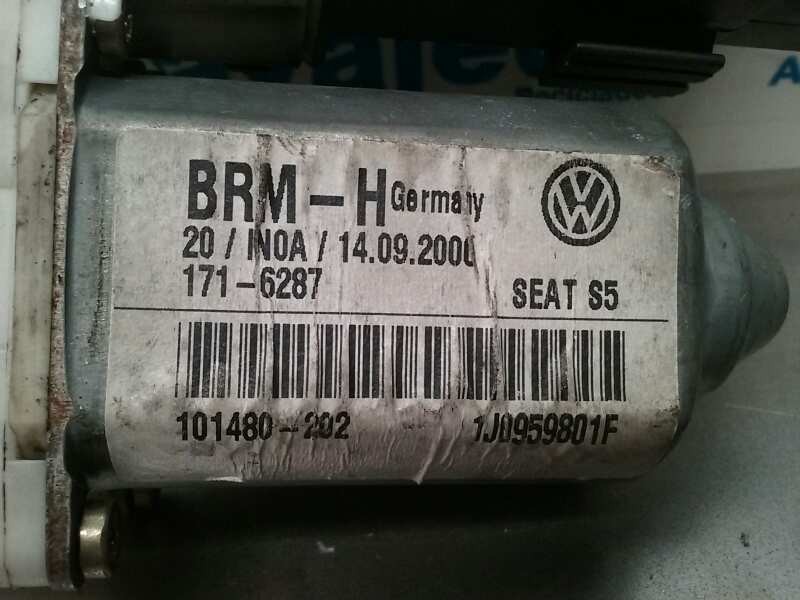 BRM-H Germany
20 / IN0A / 14.09.2000
171-6287
SEAT S5
101480-202
1J0959801F